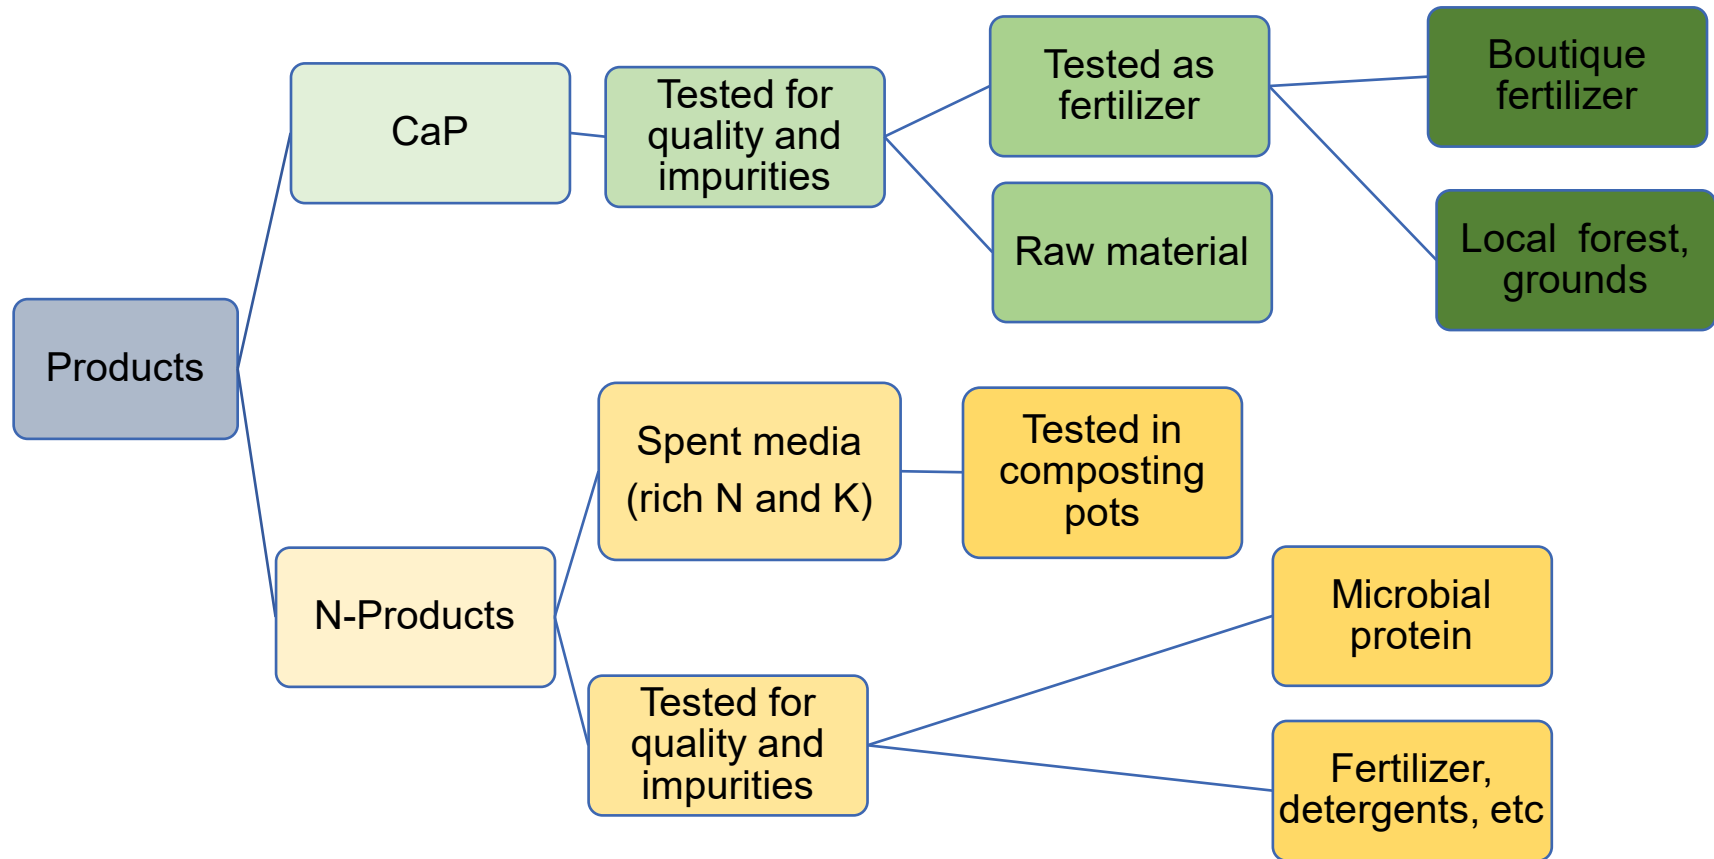 Products
CaP
Tested for
quality and
impurities
Tested as
fertilizer
Raw material
Boutique
fertilizer
Local  forest,
grounds
N-Products
Spent media
(rich N and K)
Tested in
composting
pots
Tested for
quality and
impurities
Microbial
protein
Fertilizer,
detergents, etc